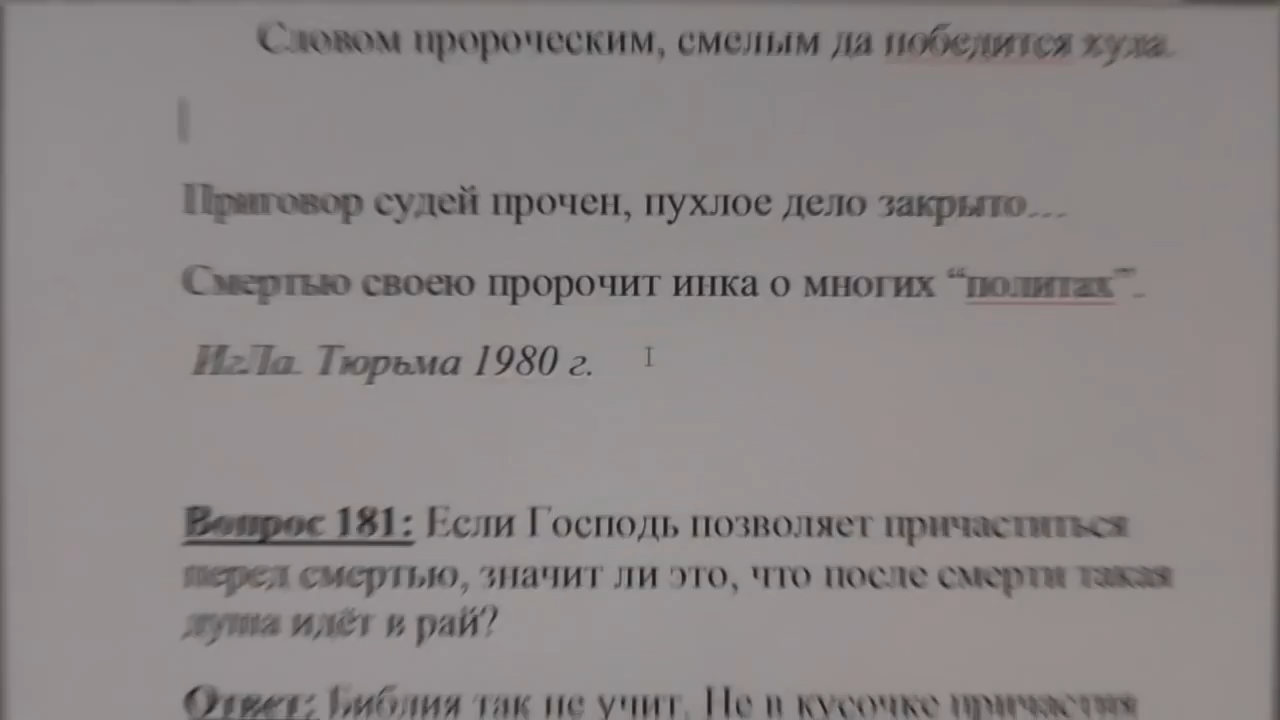 Словом пророческим, смелым да победится хула.
Приговор судей прочен, пухлое дело закрыто…
Смертью своею пророчит инка о многих “политах”.
ИгЛа. Тюрьма 1980 г.
Вопрос 181: Если Господь позволяет причаститься
перед смертью, значит ли это, что после смерти такая
душа идёт в рай?
Ответ: Библия так не учит. Не в кусочке причастия